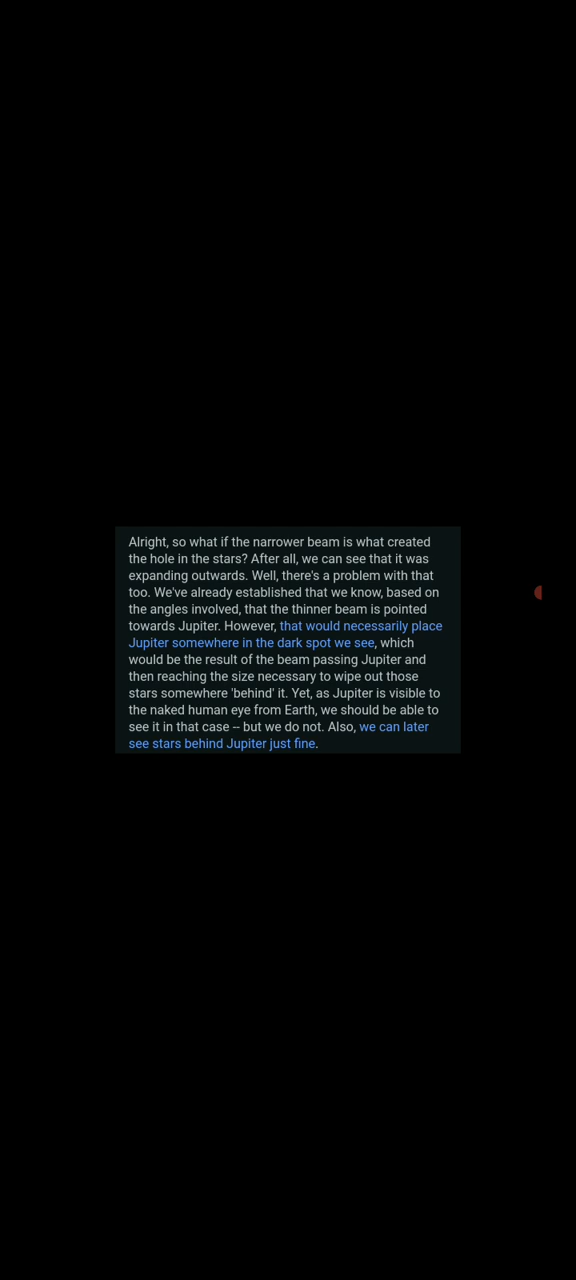 Alright, so what if the narrower beam is what created
the hole in the stars? After all, we can see that it was
expanding outwards. Well, there's a problem with that
too. We've already established that we know, based on
the angles involved, that the thinner beam is pointed
towards Jupiter. However, that would necessarily place
Jupiter somewhere in the dark spot we see, which
would be the result of the beam passing Jupiter and
then reaching the size necessary to wipe out those
stars somewhere 'behind' it. Yet, as Jupiter is visible to
the naked human eye from Earth, we should be able to
see it in that case -- but we do not. Also, we can later
see stars behind Jupiter just fine.